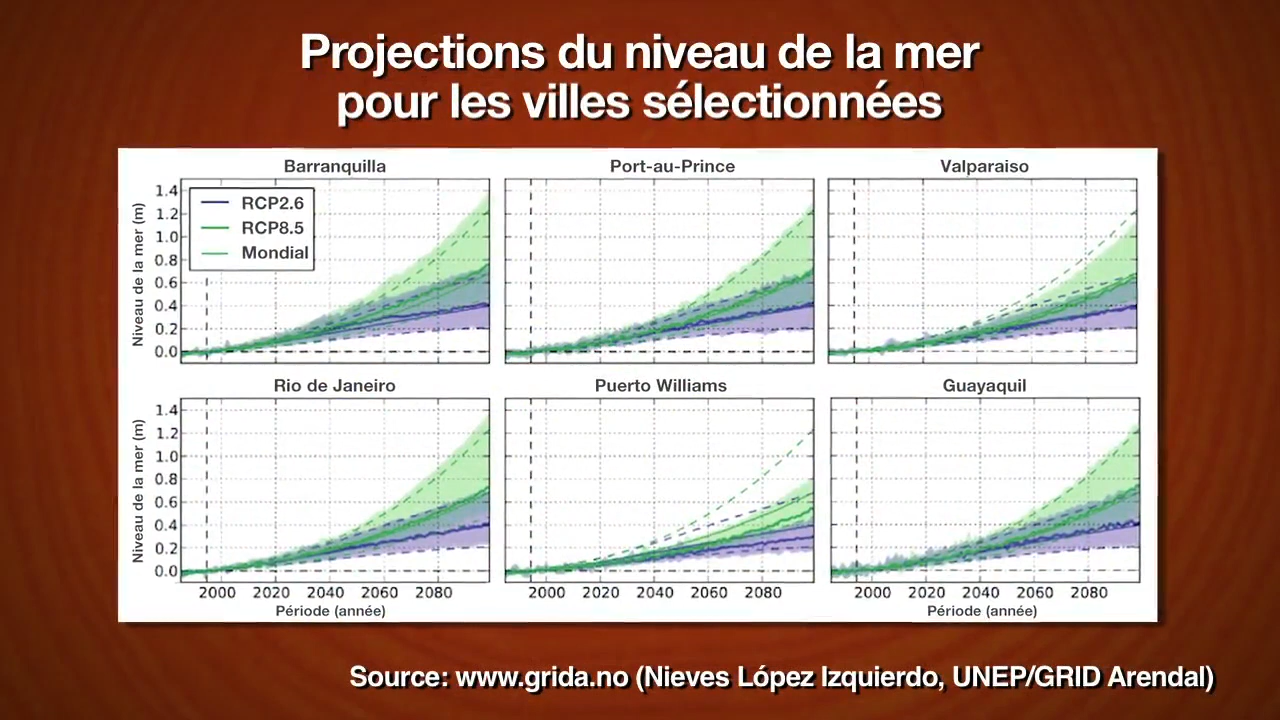 Projections du niveau de la mer
pour les villes sélectionnées
Barranquilla
Port-au-Prince
Valparaiso
Niveau de la mer (m)
1.4
1.2
1.0
0.8
0.6
0.4
0.2
0.0
RCP2.6
RCP8.5
Mondial
Rio de Janeiro
Puerto Williams
Guayaquil
Niveau de la mer (m)
1.4
1.2
1.0
0.8
0.6
0.4
0.2
0.0
2000 2020 2040 2060 2080
2000 2020 2040 2060 2080
2000 2020 2040 2060 2080
Période (année)
Période (année)
Source: www.grida.no (Nieves López Izquierdo, UNEP/GRID Arendal)